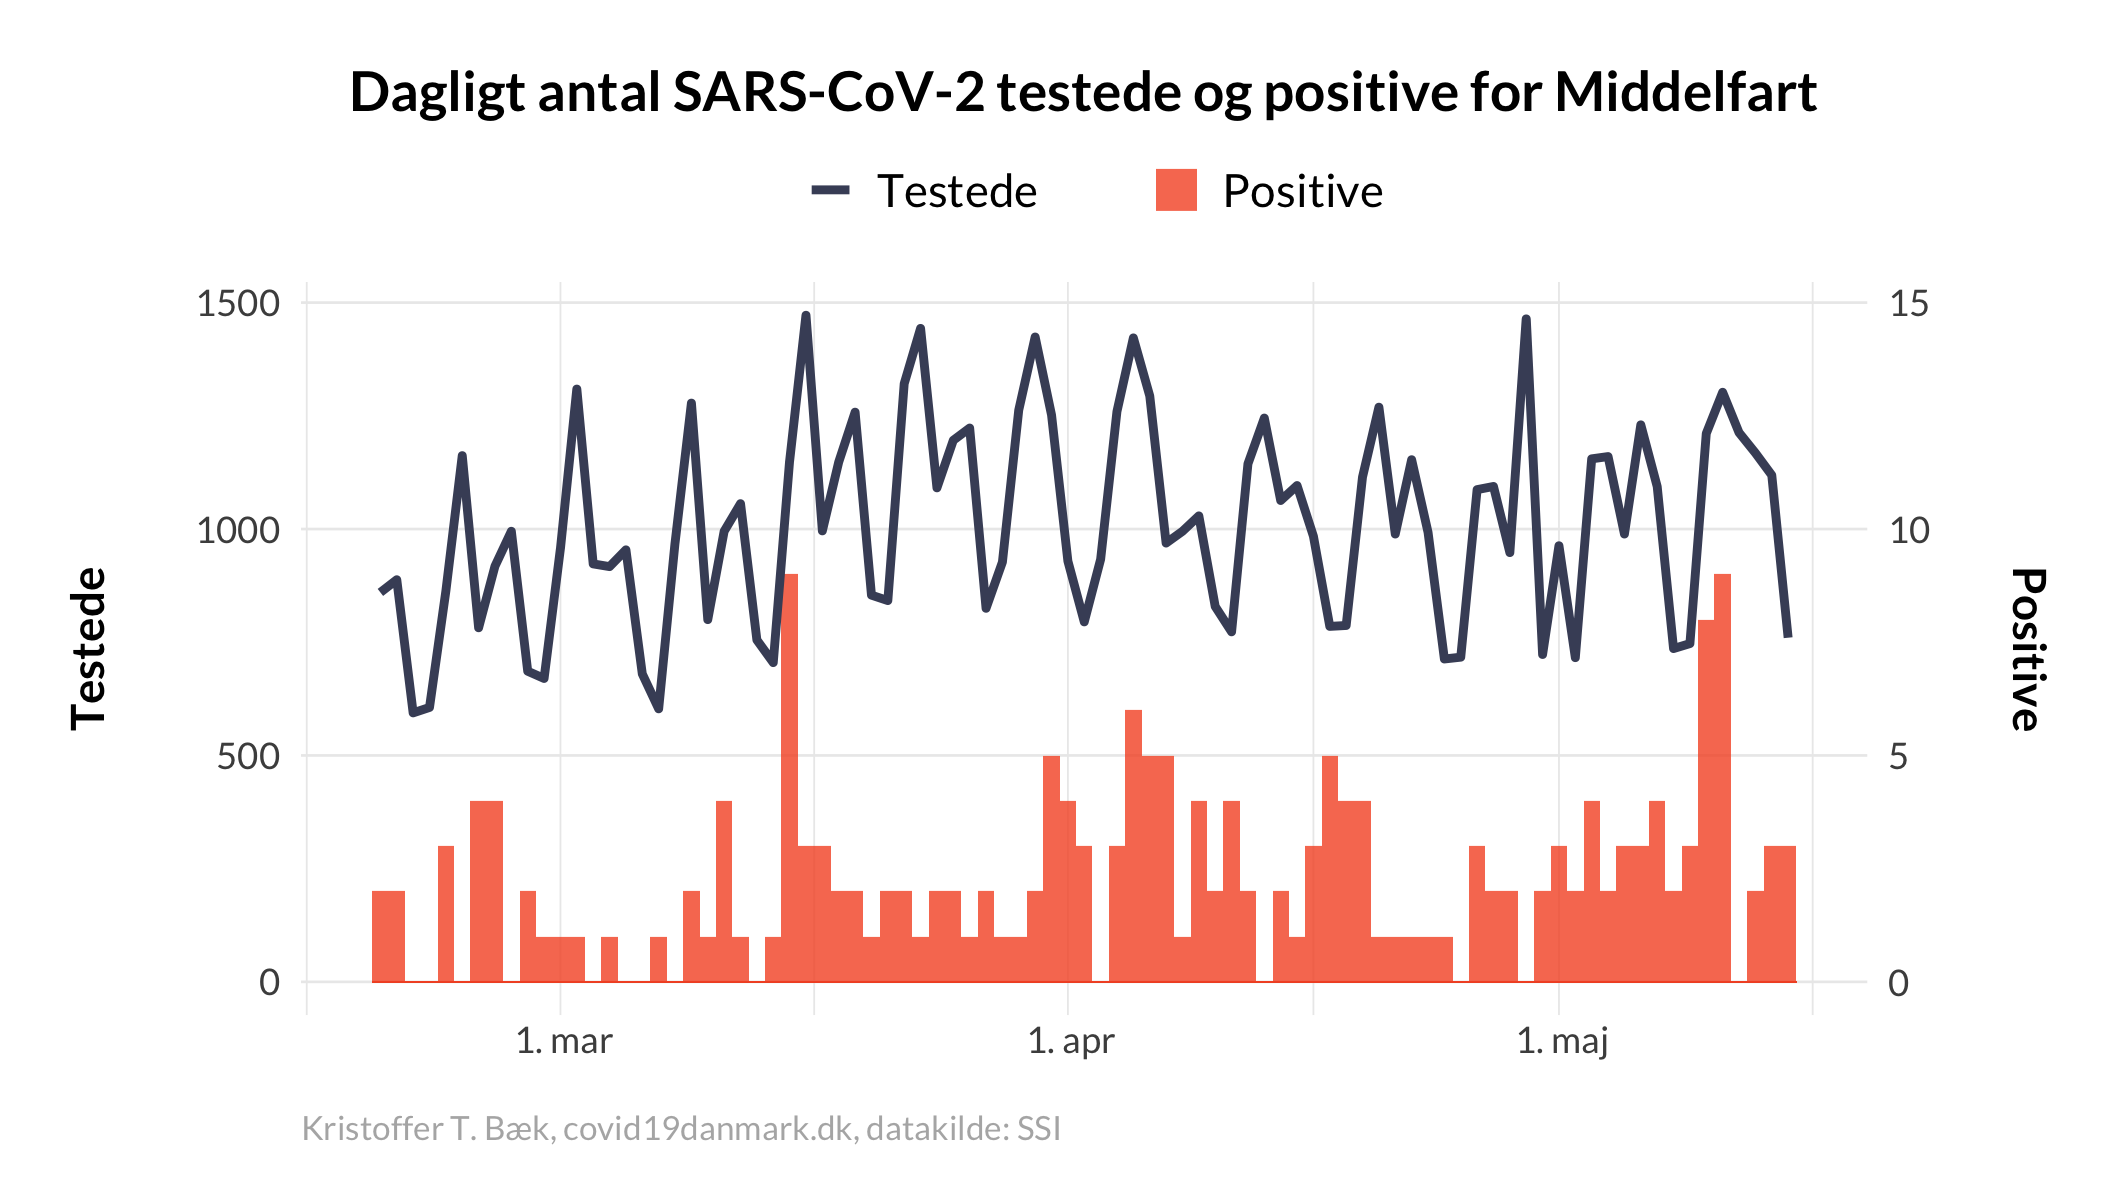 Dagligt antal SARS-CoV-2 testede og positive for Middelfart
Testede Positive
1500 15
1000 10
500 5
0 0
Testede
Positive
1. mar 1. apr 1. maj
Kristoffer T. Bæk, covid19danmark.dk, datakilde: SSI